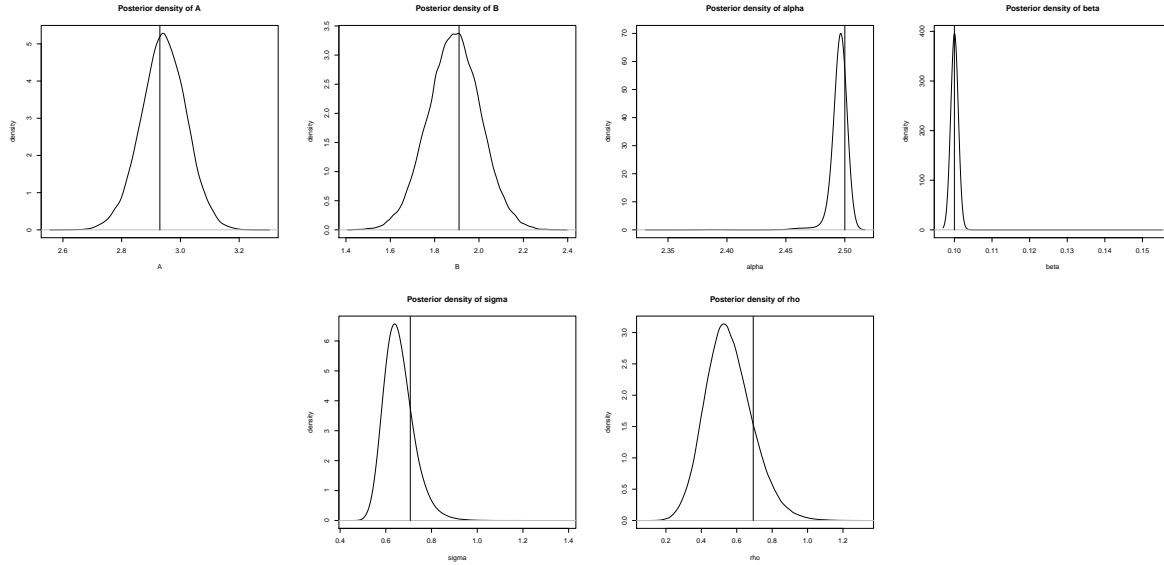 Posterior density of A
density
0 1 2 3 4 5
2.6 2.8 3.0 3.2
A
Posterior density of B
density
0.0 0.5 1.0 1.5 2.0 2.5 3.0 3.5
1.4 1.6 1.8 2.0 2.2 2.4
B
Posterior density of alpha
density
0 10 20 30 40 50 60 70
2.35 2.40 2.45 2.50
alpha
Posterior density of beta
density
0 100 200 300 400
0.10 0.11 0.12 0.13 0.14 0.15
beta
Posterior density of sigma
density
0 1 2 3 4 5 6
0.4 0.6 0.8 1.0 1.2 1.4
sigma
Posterior density of rho
density
0.0 0.5 1.0 1.5 2.0 2.5 3.0
0.2 0.4 0.6 0.8 1.0 1.2
rho